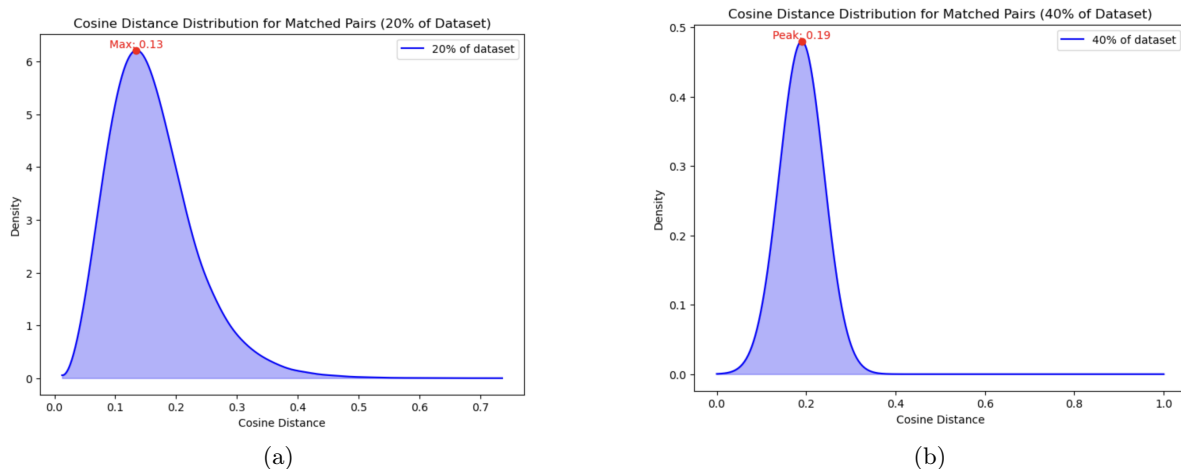 Cosine Distance Distribution for Matched Pairs (20% of Dataset)
Max: 0.13
20% of dataset
6
5
4
3
2
1
0
Density
0.0 0.1 0.2 0.3 0.4 0.5 0.6 0.7
Cosine Distance
(a)
Cosine Distance Distribution for Matched Pairs (40% of Dataset)
Peak: 0.19
40% of dataset
0.5
0.4
0.3
0.2
0.1
0.0
Density
0.0 0.2 0.4 0.6 0.8 1.0
Cosine Distance
(b)